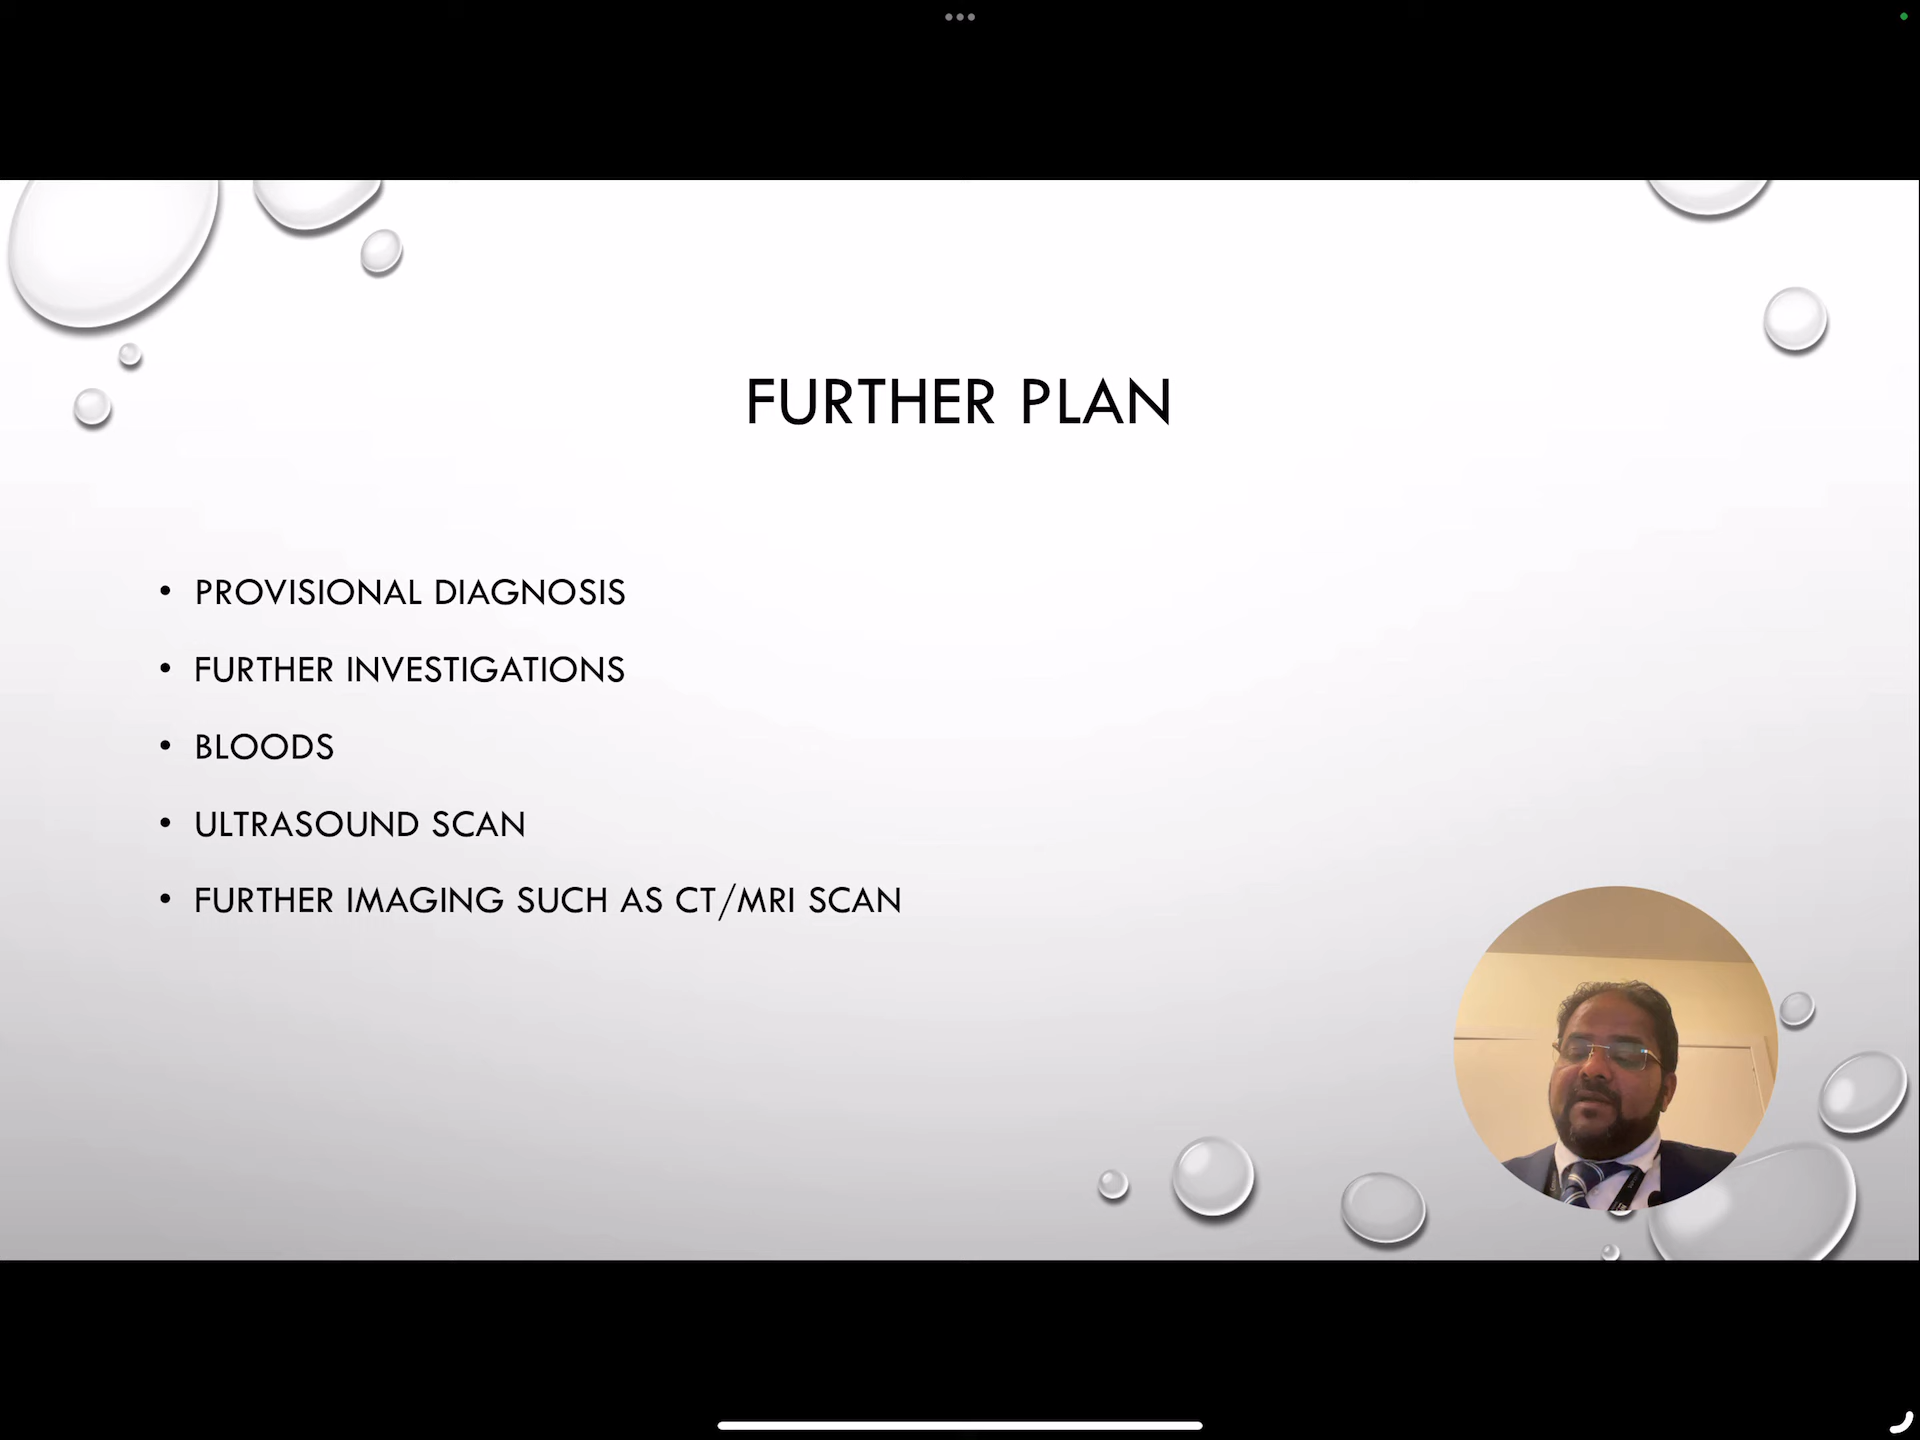 FURTHER PLAN
• PROVISIONAL DIAGNOSIS
• FURTHER INVESTIGATIONS
• BLOODS
• ULTRASOUND SCAN
• FURTHER IMAGING SUCH AS CT/MRI SCAN